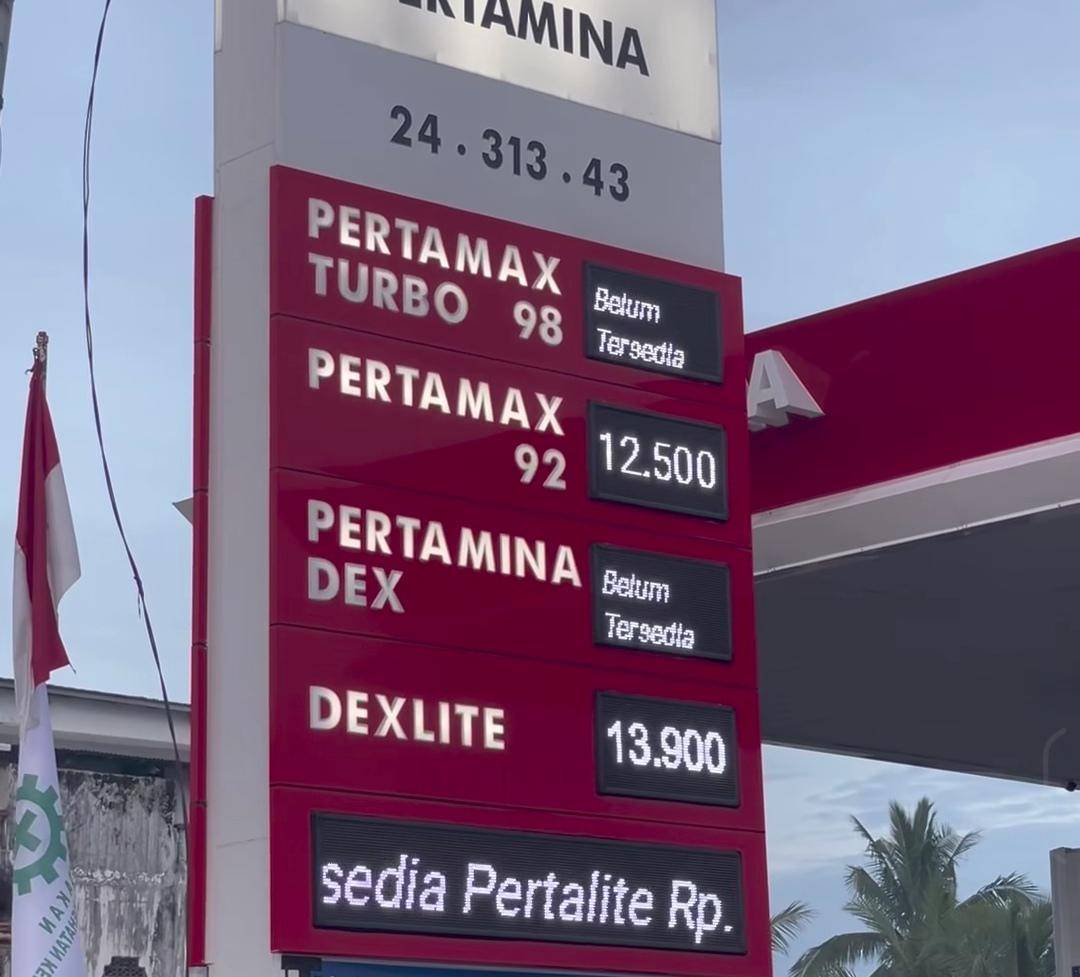 PERTAMINA
24.313.43
PERTAMAX
TURBO 98
Belum
Tersedia
PERTAMAX
92
12.500
PERTAMINA
DEX
Belum
Tersedia
DEXLITE
13.900
sedia Pertalite Rp.
A